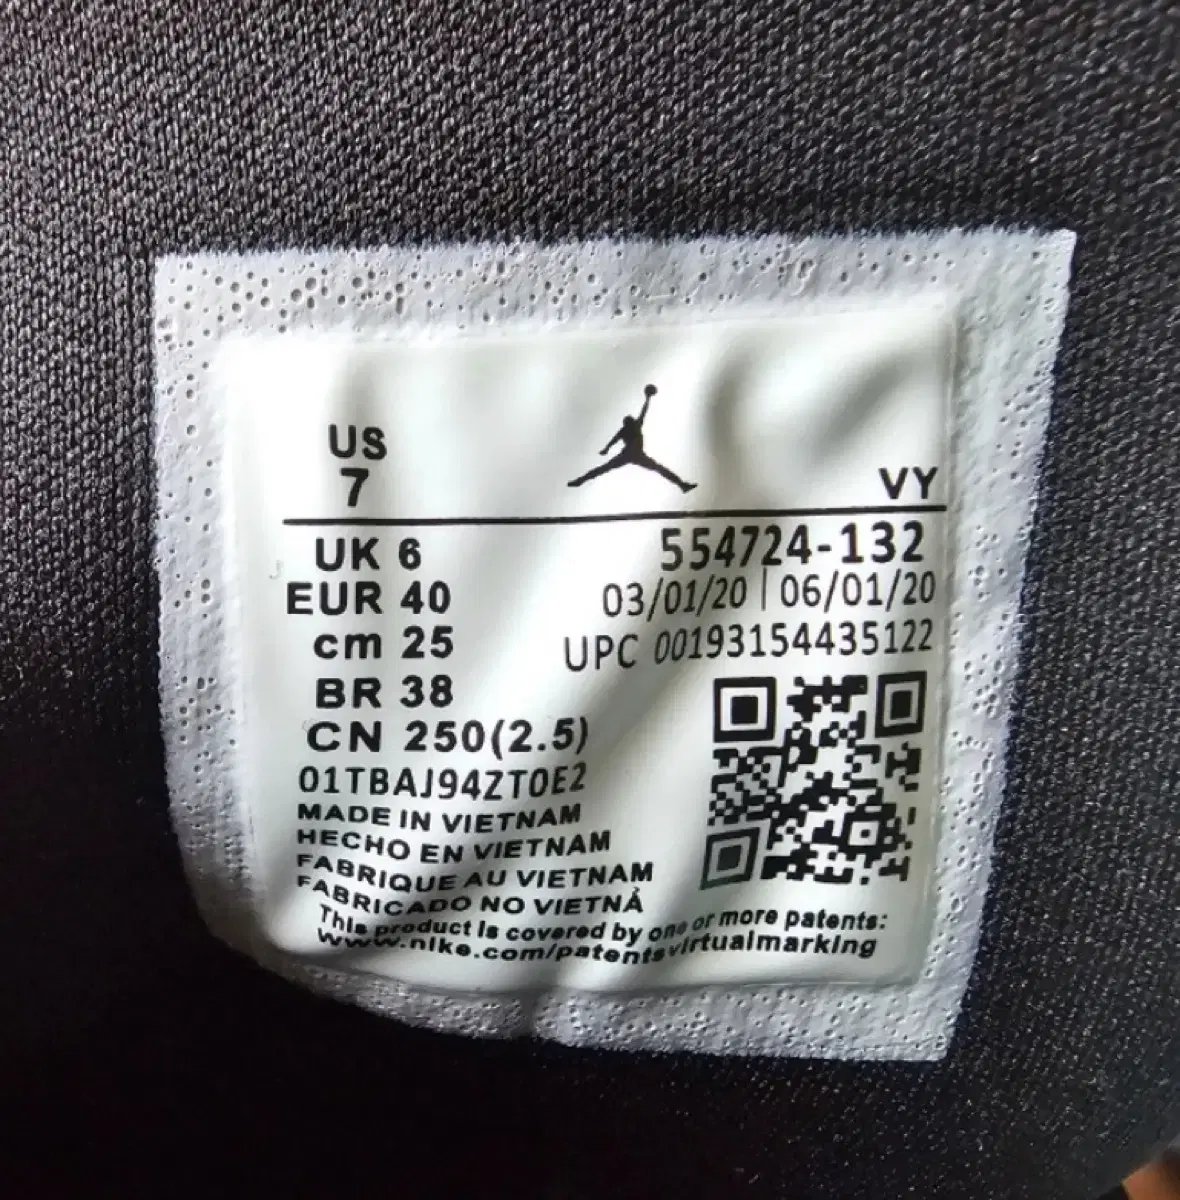 US
7
VY
UK 6
554724-132
EUR 40
03/01/20 | 06/01/20
cm 25
UPC 00193154435122
BR 38
CN 250(2.5)
01TBAJ94ZT0E2
MADE IN VIETNAM
HECHO EN VIETNAM
FABRIQUE AU VIETNAM
FABRICADO NO VIETNÃ
This product is covered by one or more patents:
www.nike.com/patentsvirtualmarking